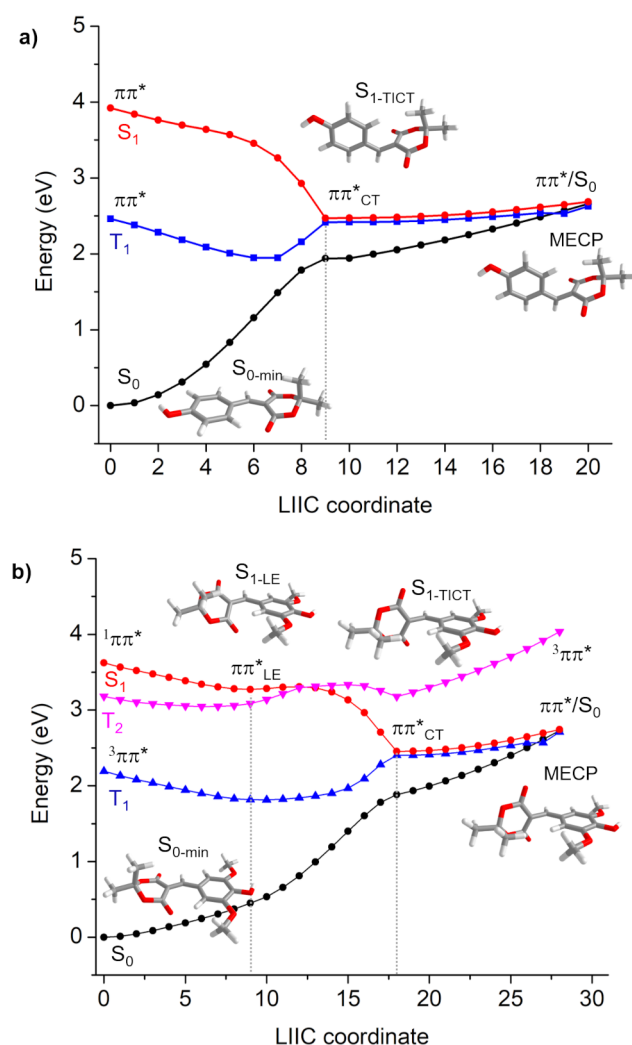 a)
5
4
3
2
1
0
Energy (eV)
ππ*
S1
ππ*
T1
S0
S0-min
S1-TICT
ππ*CT
ππ*/S0
MECP
0 2 4 6 8 10 12 14 16 18 20
LIIC coordinate
b)
5
4
3
2
1
0
Energy (eV)
1ππ*
S1
T2
3ππ*
T1
S0-min
S0
S1-LE
ππ*LE
S1-TICT
ππ*CT
3ππ*
ππ*/S0
MECP
0 5 10 15 20 25 30
LIIC coordinate